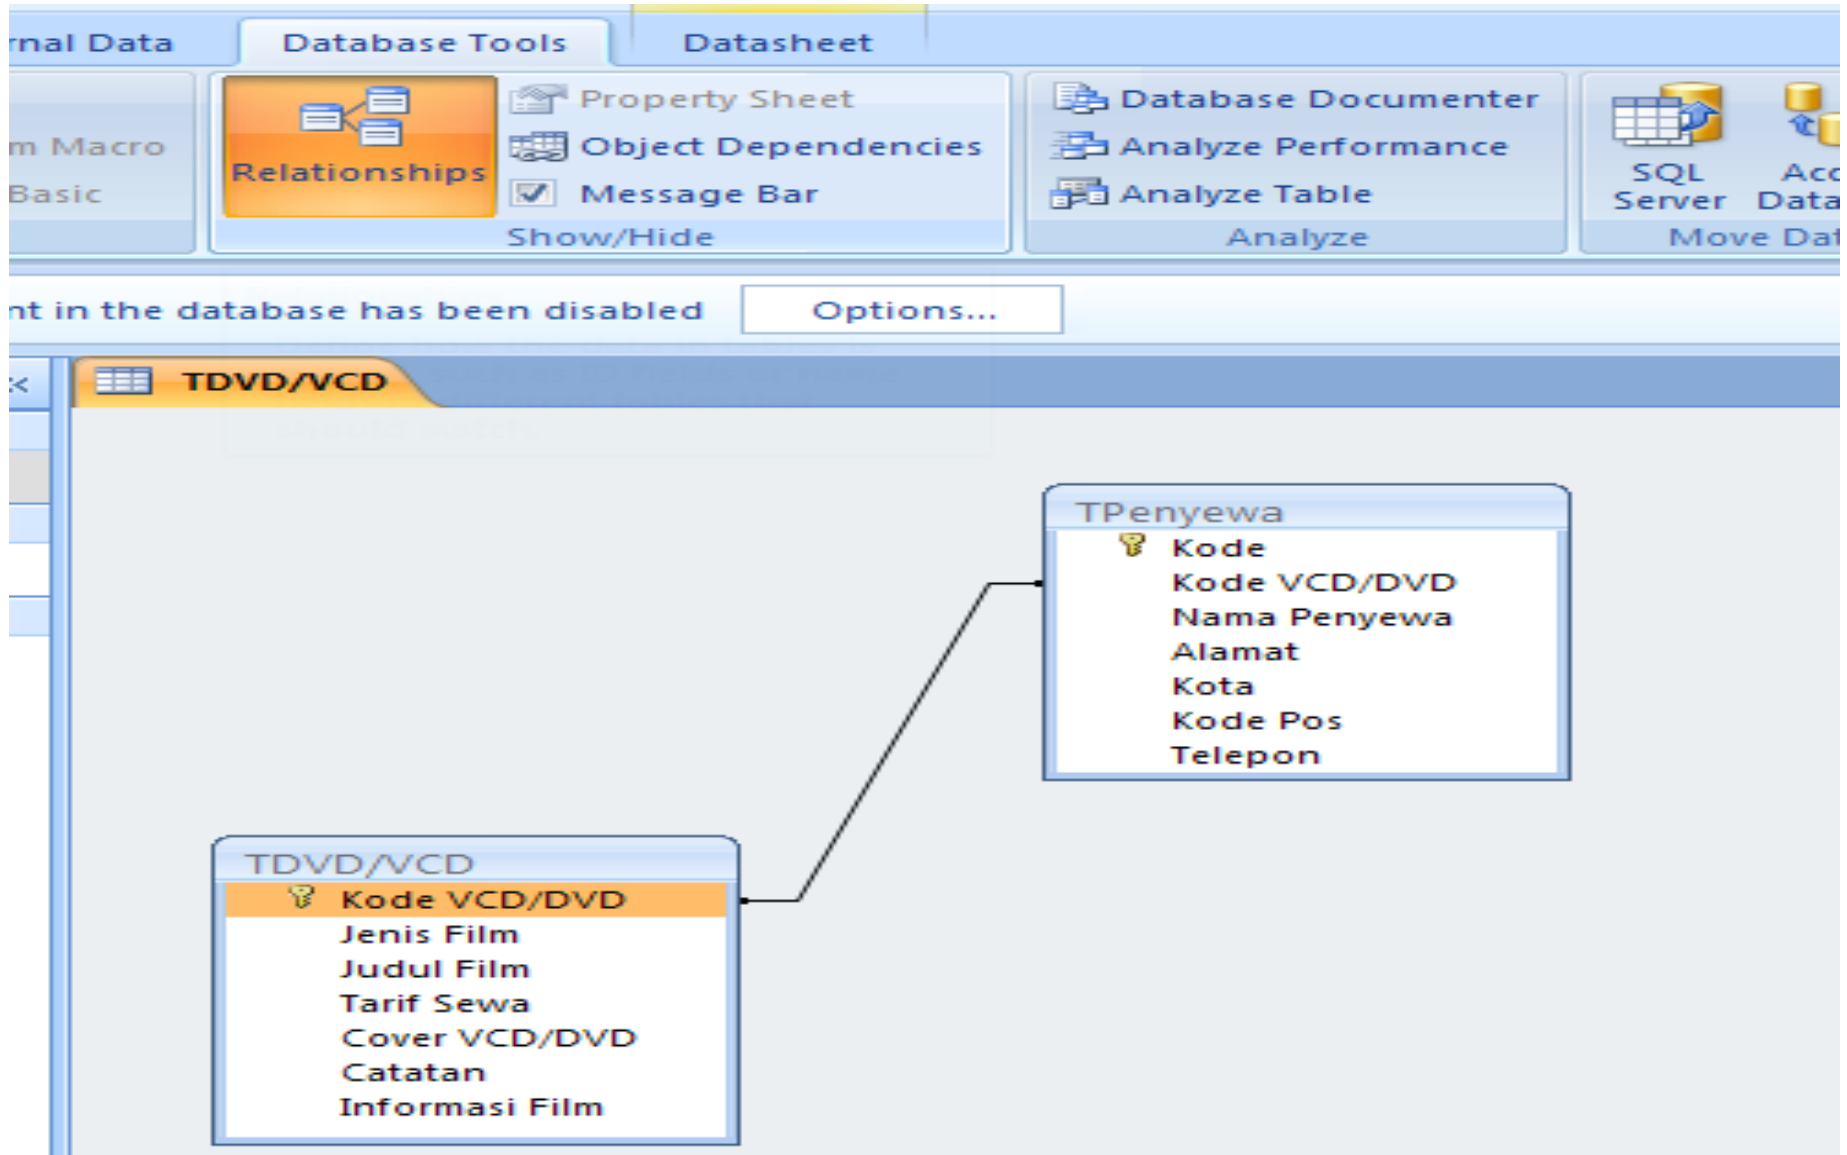 rnal Data Database Tools Datasheet
Property Sheet Database Documenter
m Macro Object Dependencies Analyze Performance
Relationships SQL Acc
Basic Message Bar Analyze Table Server Data
Show/Hide Analyze Move Dat
nt in the database has been disabled Options...
TDVD/VCD
TPenyewa
Kode
Kode VCD/DVD
Nama Penyewa
Alamat
Kota
Kode Pos
Telepon
TDVD/VCD
Kode VCD/DVD
Jenis Film
Judul Film
Tarif Sewa
Cover VCD/DVD
Catatan
Informasi Film